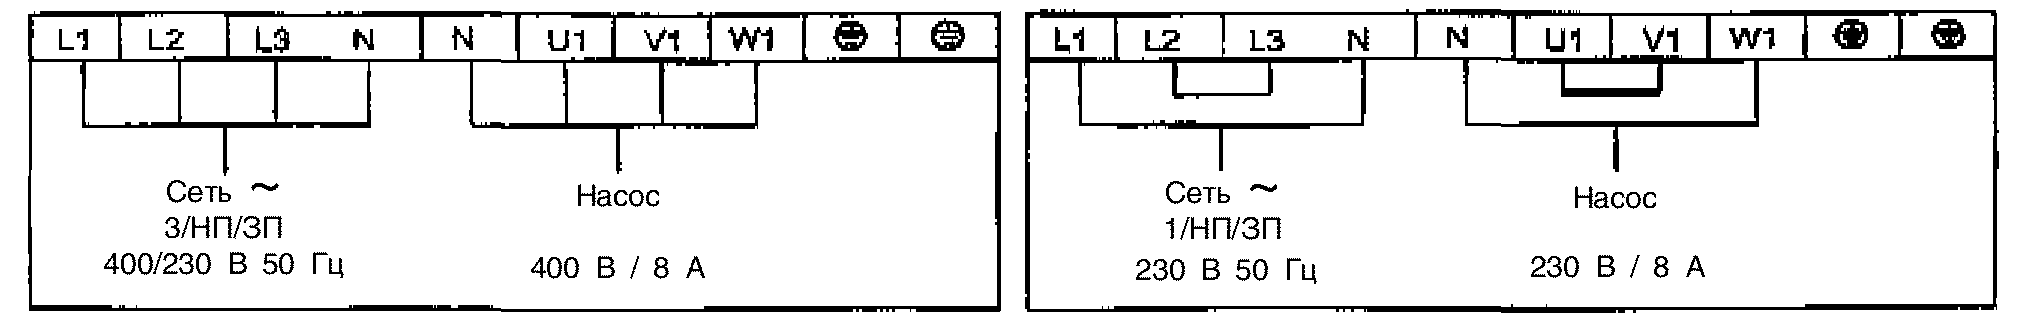 L1 L2 L3 N N U1 V1 W1
Сеть ~
3/НП/ЗП
400/230 В 50 Гц
Насос
400 В / 8 А
L1 L2 L3 N N U1 V1 W1
Сеть ~
1/НП/ЗП
230 В 50 Гц
Насос
230 В / 8 А